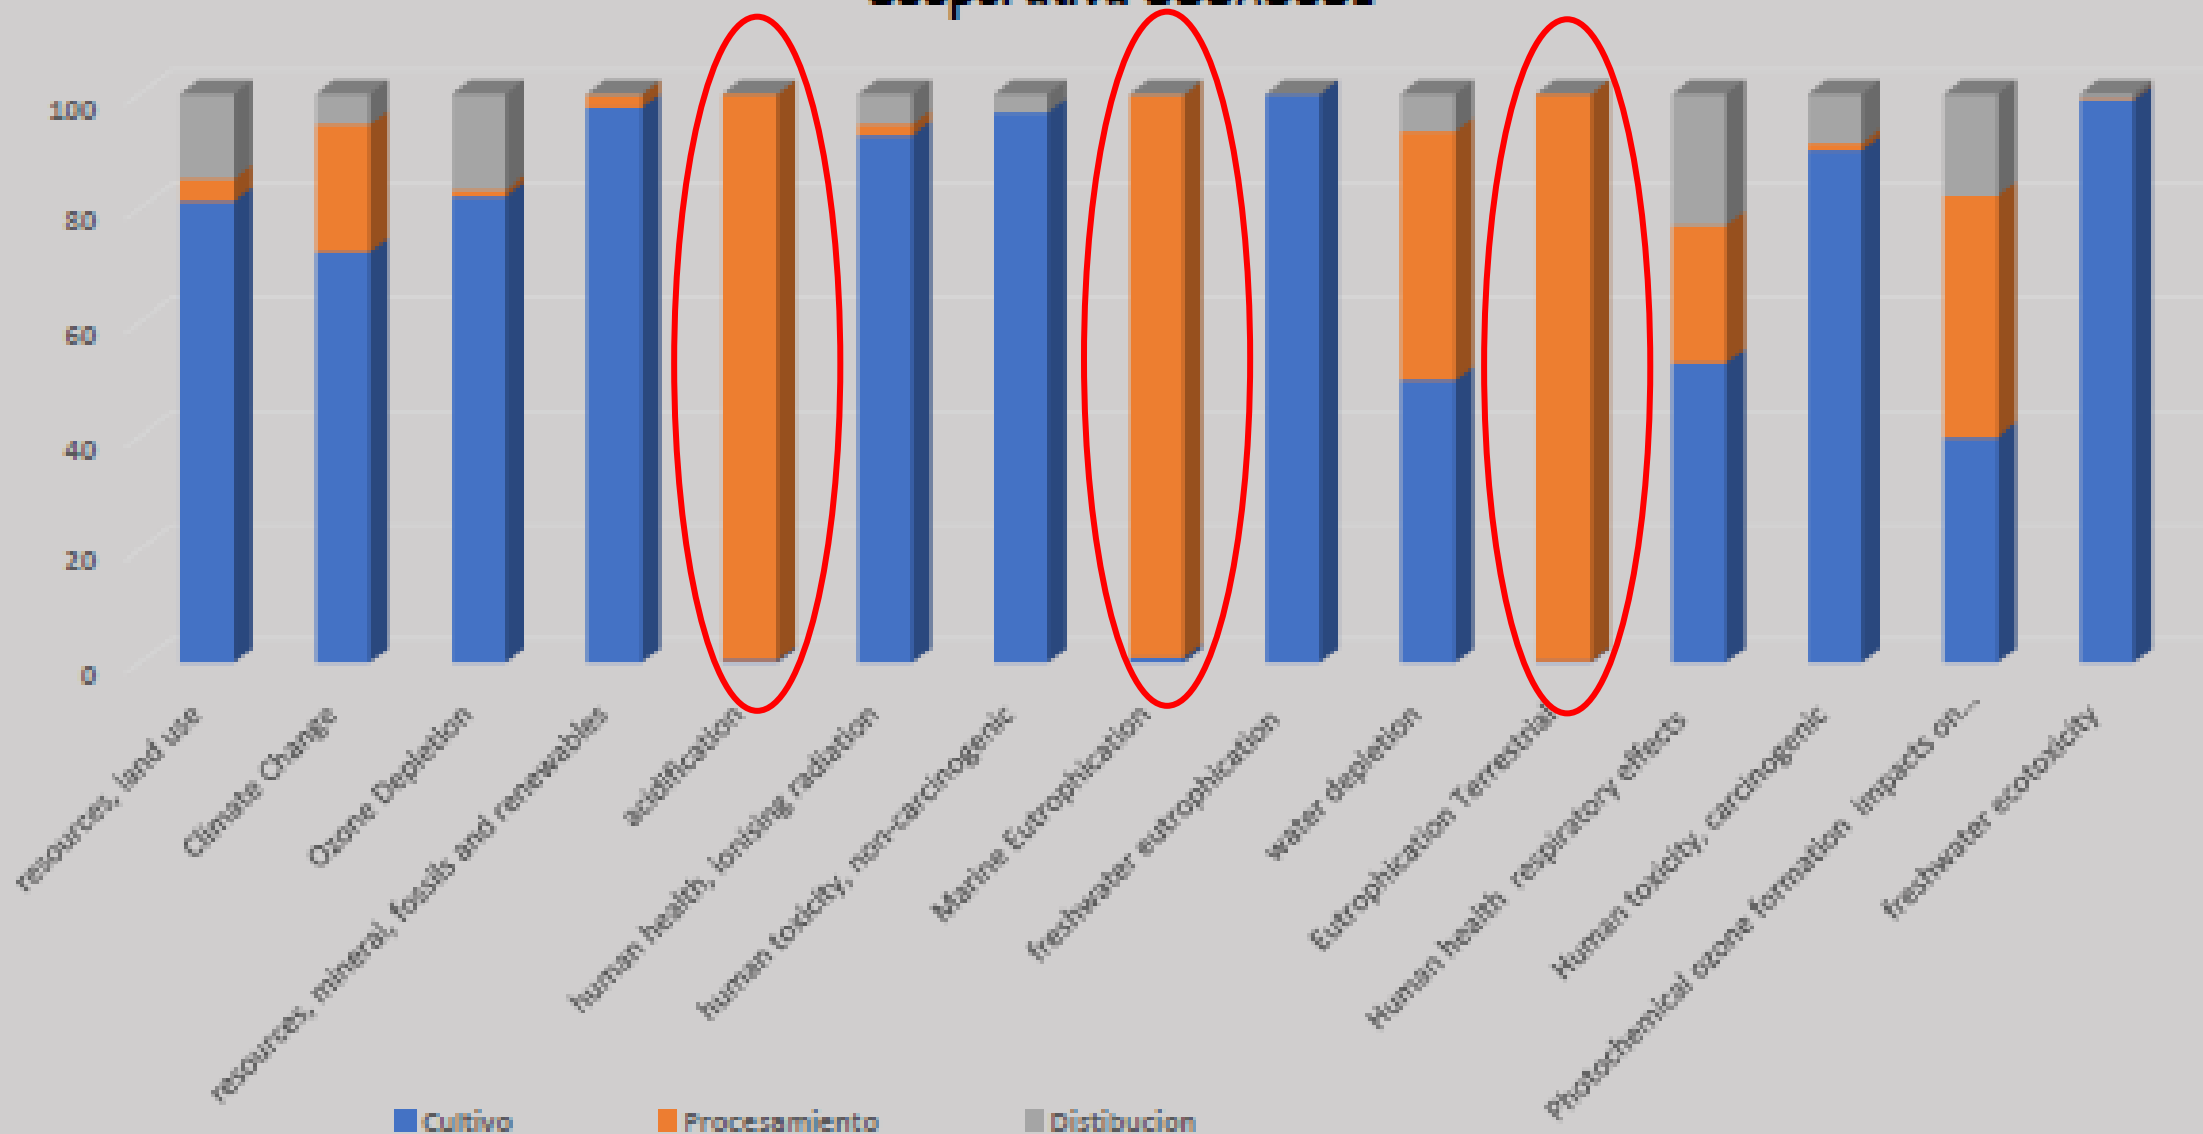 100
80
60
40
20
0
resources, land use
Climate Change
Ozone Depletion
resources, mineral, fossils and renewables
acidification
human health, ionising radiation
human toxicity, non-carcinogenic
Marine Eutrophication
freshwater eutrophication
water depletion
Eutrophication Terrestrial
Human health respiratory effects
Human toxicity, carcinogenic
Photochemical ozone formation impacts on...
freshwater ecotoxicity
Cultivo Procesamiento Distibucion